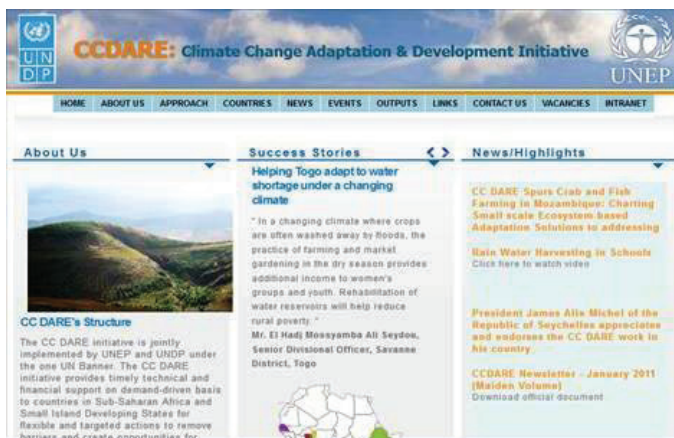 UN
DP
CCDARE: Climate Change Adaptation & Development Initiative
UNEP
HOME ABOUT US APPROACH COUNTRIES NEWS EVENTS OUTPUTS LINKS CONTACT US VACANCIES INTRANET
About Us
CC DARE's Structure
The CC DARE initiative is jointly
implemented by UNEP and UNDP under
the one UN Banner. The CC DARE
initiative provides timely technical and
financial support on demand-driven basis
to countries in Sub-Saharan Africa and
Small Island Developing States for
flexible and targeted actions to remove
barriers and create opportunities for
Success Stories
Helping Togo adapt to water
shortage under a changing
climate
" In a changing climate where crops
are often washed away by floods, the
practice of farming and market
gardening in the dry season provides
additional income to women's
groups and youth. Rehabilitation of
water reservoirs will help reduce
rural poverty. "
Mr. El Hadj Mossyamba Ali Seydou,
Senior Divisional Officer, Savanne
District, Togo
News/Highlights
CC DARE Spurs Crab and Fish
Farming in Mozambique: Charting
Small scale Ecosystem based
Adaptation Solutions to addressing
Rain Water Harvesting in Schools
Click here to watch video
President James Alix Michel of the
Republic of Seychelles appreciates
and endorses the CC DARE work in
his country
CCDARE Newsletter - January 2011
(Maiden Volume)
Download official document